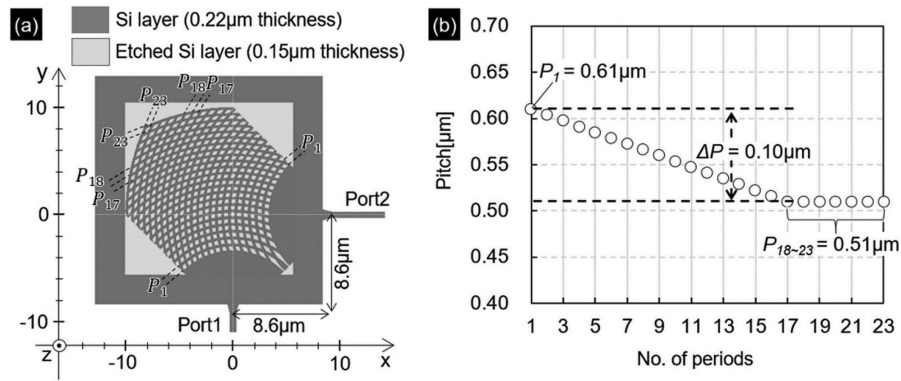 (a)
Si layer (0.22μm thickness)
Etched Si layer (0.15μm thickness)
y
10
0
-10
P23
P18
P17
P23
P18
P17
P1
P1
Port2
8.6μm
Port1
8.6μm
z
-10
0
10
x
(b)
Pitch[μm]
0.70
0.65
0.60
0.55
0.50
0.45
0.40
P1 = 0.61μm
ΔP = 0.10μm
P18~23 = 0.51μm
1 3 5 7 9 11 13 15 17 19 21 23
No. of periods